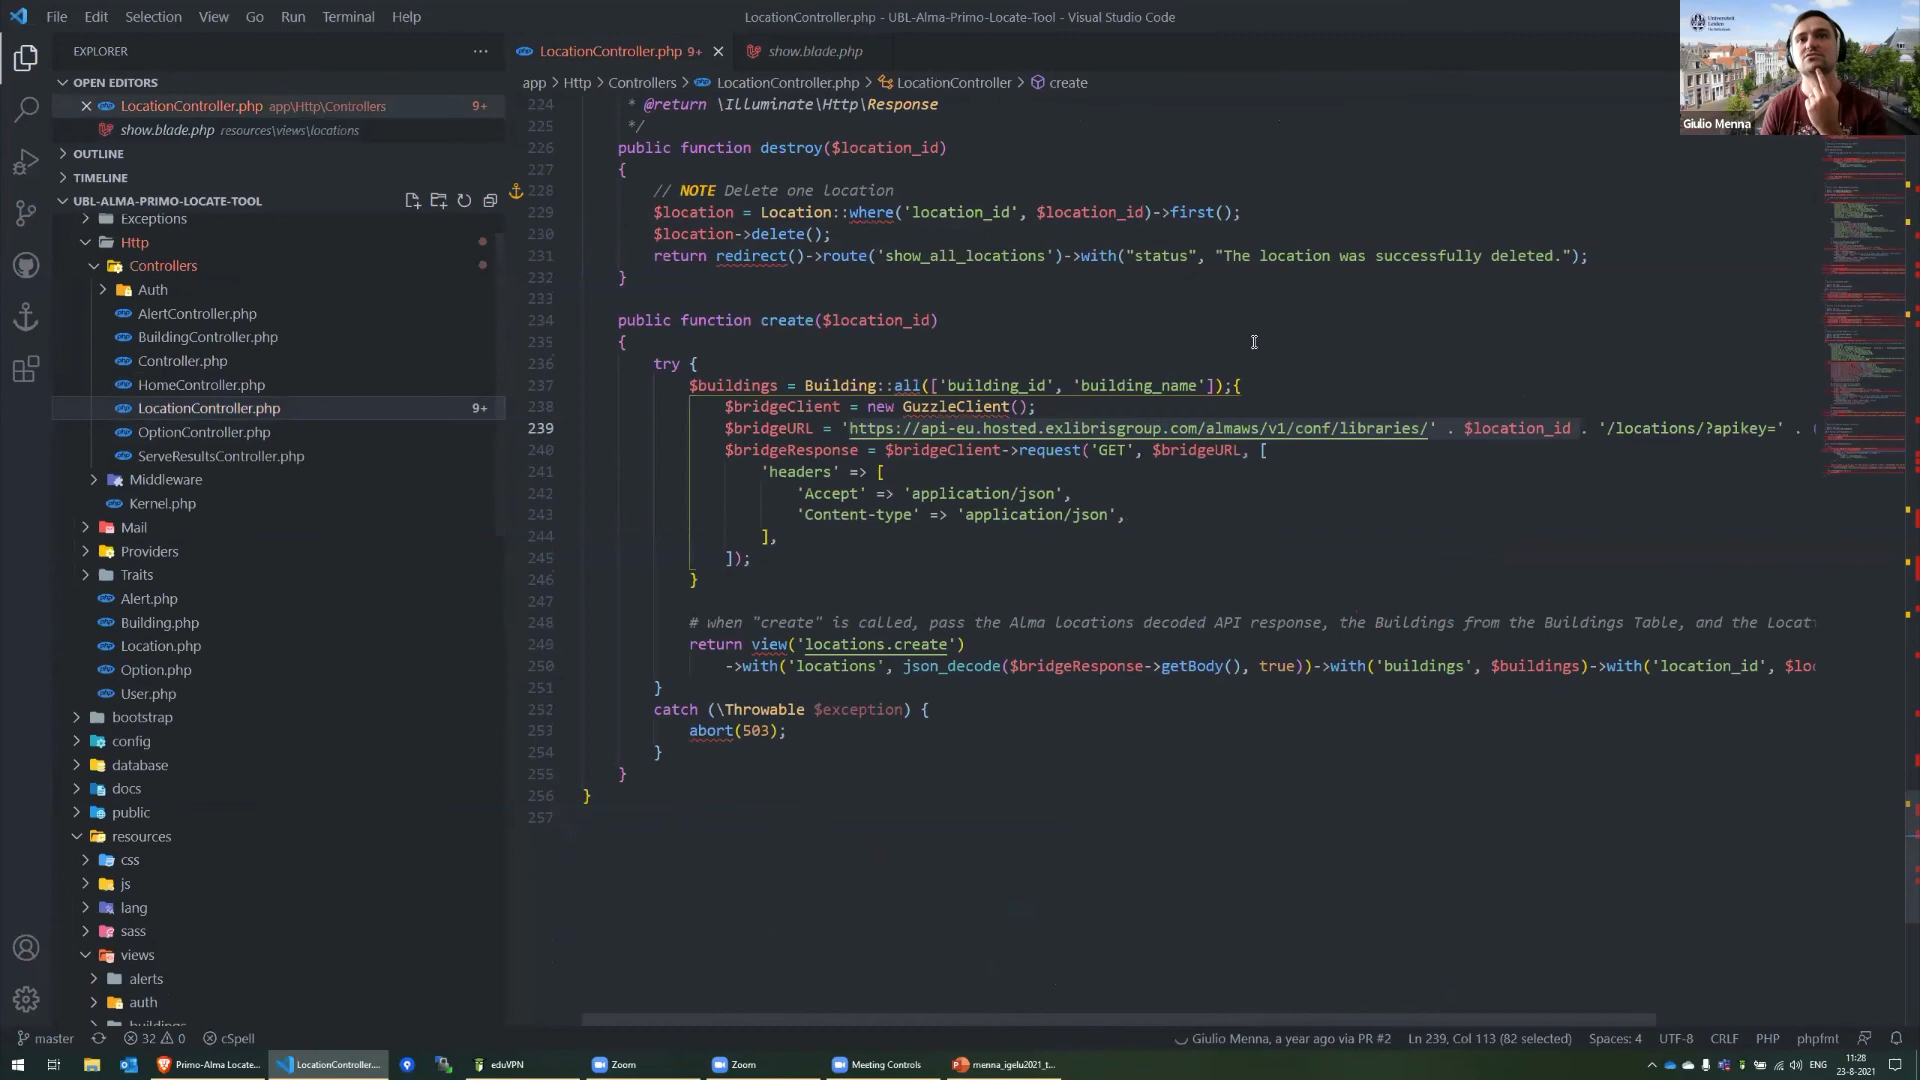 File Edit Selection View Go Run Terminal Help
LocationController.php - UBL-Alma-Primo-Locate-Tool - Visual Studio Code
Universiteit Leiden
Giulio Menna
EXPLORER
OPEN EDITORS
LocationController.php app\Http\Controllers 9+
show.blade.php resources\views\locations
OUTLINE
TIMELINE
UBL-ALMA-PRIMO-LOCATE-TOOL
Exceptions
Http
Controllers
Auth
AlertController.php
BuildingController.php
Controller.php
HomeController.php
LocationController.php 9+
OptionController.php
ServeResultsController.php
Middleware
Kernel.php
Mail
Providers
Traits
Alert.php
Building.php
Location.php
Option.php
User.php
bootstrap
config
database
docs
public
resources
css
js
lang
sass
views
alerts
auth
buildings
LocationController.php 9+ show.blade.php
app > Http > Controllers > LocationController.php > LocationController > create
224 * @return \Illuminate\Http\Response
225 */
226 public function destroy($location_id)
227 {
228 // NOTE Delete one location
229 $location = Location::where('location_id', $location_id)->first();
230 $location->delete();
231 return redirect()->route('show_all_locations')->with("status", "The location was successfully deleted.");
232 }
233
234 public function create($location_id)
235 {
236 try {
237 $buildings = Building::all(['building_id', 'building_name']);{
238 $bridgeClient = new GuzzleClient();
239 $bridgeURL = 'https://api-eu.hosted.exlibrisgroup.com/almaws/v1/conf/libraries/' . $location_id . '/locations/?apikey=' .
240 $bridgeResponse = $bridgeClient->request('GET', $bridgeURL, [
241 'headers' => [
242 'Accept' => 'application/json',
243 'Content-type' => 'application/json',
244 ],
245 ]);
246 }
247
248 # when "create" is called, pass the Alma locations decoded API response, the Buildings from the Buildings Table, and the Locat
249 return view('locations.create')
250 ->with('locations', json_decode($bridgeResponse->getBody(), true))->with('buildings', $buildings)->with('location_id', $loc
251 }
252 catch (\Throwable $exception) {
253 abort(503);
254 }
255 }
256 }
257
master 32 0 cSpell
Giulio Menna, a year ago via PR #2 Ln 239, Col 113 (82 selected) Spaces: 4 UTF-8 CRLF PHP phpfmt
Primo-Alma Locate... LocationController.... eduVPN Zoom Zoom Meeting Controls menna_igelu2021_t...
ENG
11:28
23-8-2021